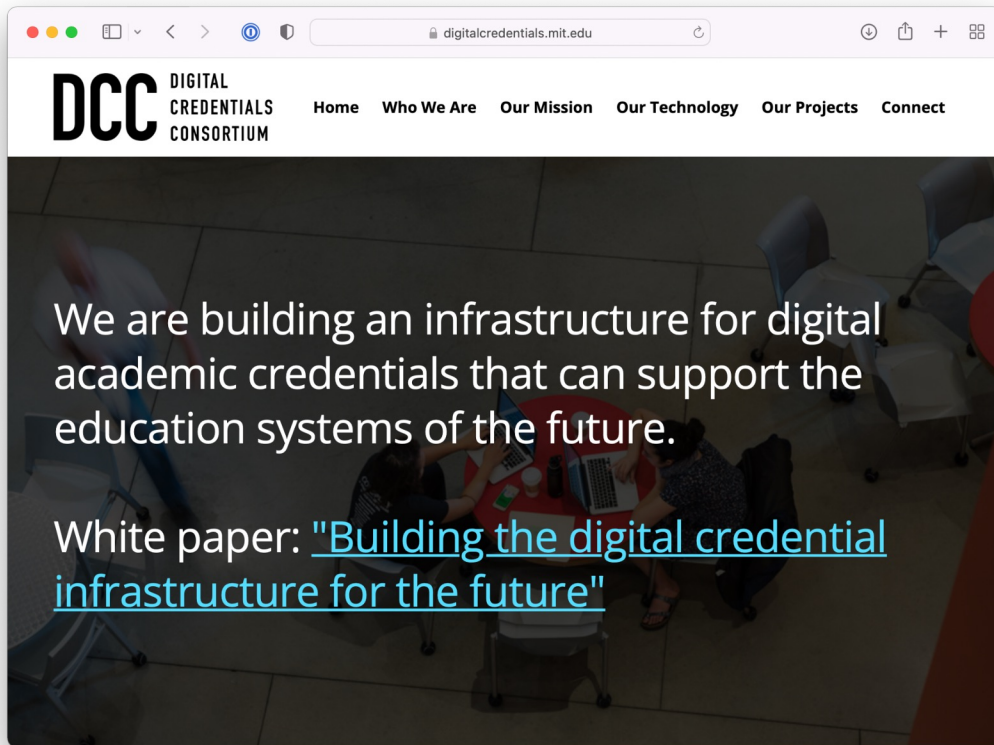 digitalcredentials.mit.edu
DCC
DIGITAL
CREDENTIALS
CONSORTIUM
Home Who We Are Our Mission Our Technology Our Projects Connect
We are building an infrastructure for digital
academic credentials that can support the
education systems of the future.
White paper: "Building the digital credential
infrastructure for the future"